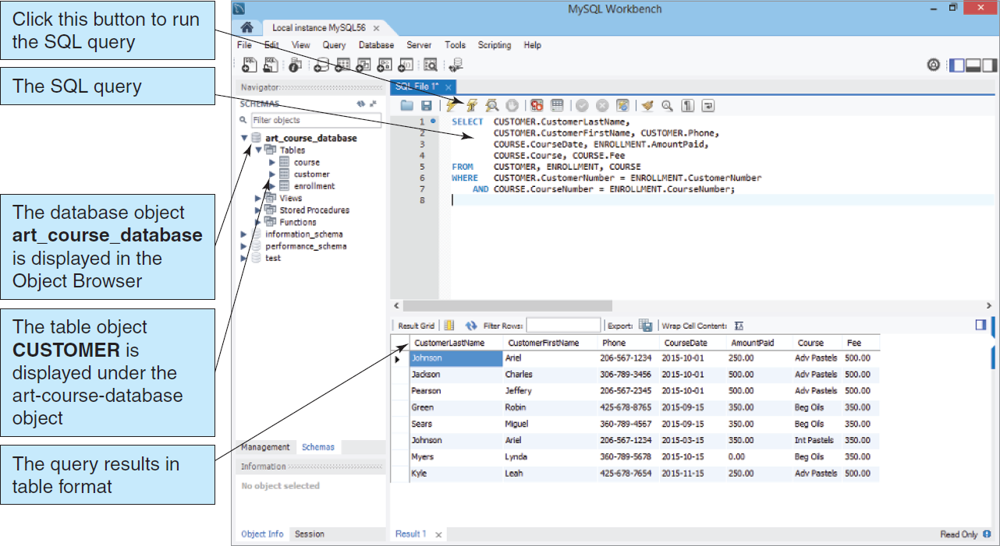 Click this button to run
the SQL query
The SQL query
The database object
art_course_database
is displayed in the
Object Browser
The table object
CUSTOMER is
displayed under the
art-course-database
object
The query results in
table format
MySQL Workbench
Local instance MySQL56
File Edit View Query Database Server Tools Scripting Help
Navigator
SCHEMAS
Filter objects
art_course_database
Tables
course
customer
enrollment
Views
Stored Procedures
Functions
information_schema
performance_schema
test
Management Schemas
Information
No object selected
Object Info Session
SQL File 1*
1 SELECT CUSTOMER.CustomerLastName,
2 CUSTOMER.CustomerFirstName, CUSTOMER.Phone,
3 COURSE.CourseDate, ENROLLMENT.AmountPaid,
4 COURSE.Course, COURSE.Fee
5 FROM CUSTOMER, ENROLLMENT, COURSE
6 WHERE CUSTOMER.CustomerNumber = ENROLLMENT.CustomerNumber
7 AND COURSE.CourseNumber = ENROLLMENT.CourseNumber;
8
Result Grid Filter Rows: Export: Wrap Cell Content:
CustomerLastName CustomerFirstName Phone CourseDate AmountPaid Course Fee
Johnson Ariel 206-567-1234 2015-10-01 250.00 Adv Pastels 500.00
Jackson Charles 306-789-3456 2015-10-01 500.00 Adv Pastels 500.00
Pearson Jeffery 206-567-2345 2015-10-01 500.00 Adv Pastels 500.00
Green Robin 425-678-8765 2015-09-15 350.00 Beg Oils 350.00
Sears Miguel 360-789-4567 2015-09-15 350.00 Beg Oils 350.00
Johnson Ariel 206-567-1234 2015-03-15 350.00 Int Pastels 350.00
Myers Lynda 360-789-5678 2015-10-15 0.00 Beg Oils 350.00
Kyle Leah 425-678-7654 2015-11-15 250.00 Adv Pastels 500.00
Result 1
Read Only